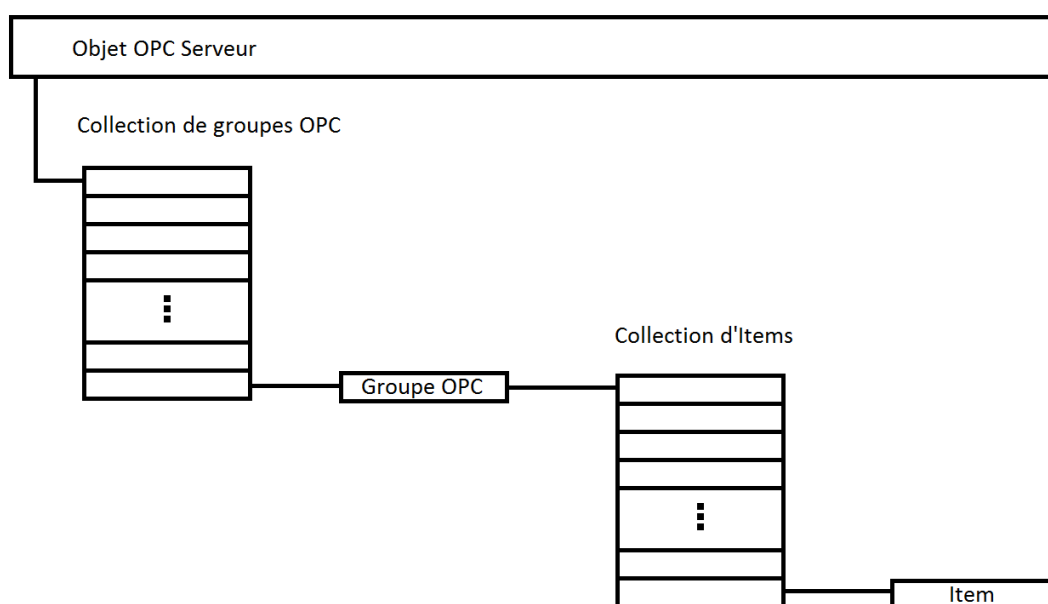 Objet OPC Serveur
Collection de groupes OPC
Collection d'Items
Groupe OPC
Item